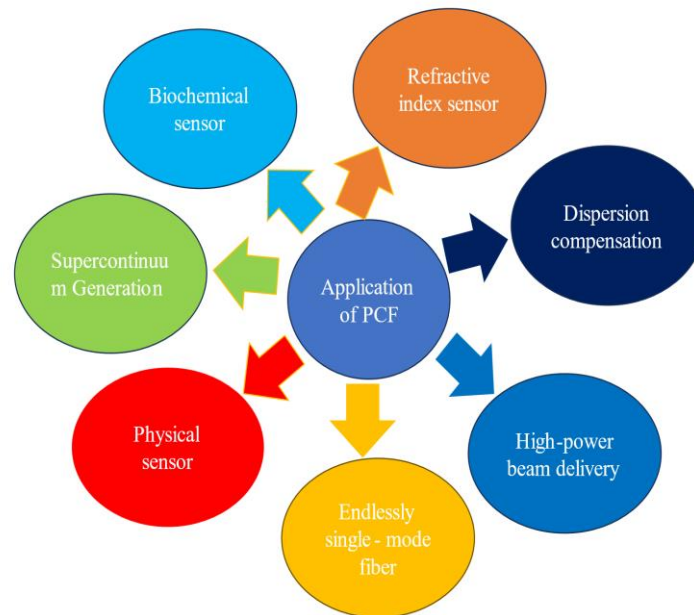 Biochemical
sensor
Refractive
index sensor
Dispersion
compensation
Supercontinuu
m Generation
Application
of PCF
Physical
sensor
High-power
beam delivery
Endlessly
single - mode
fiber